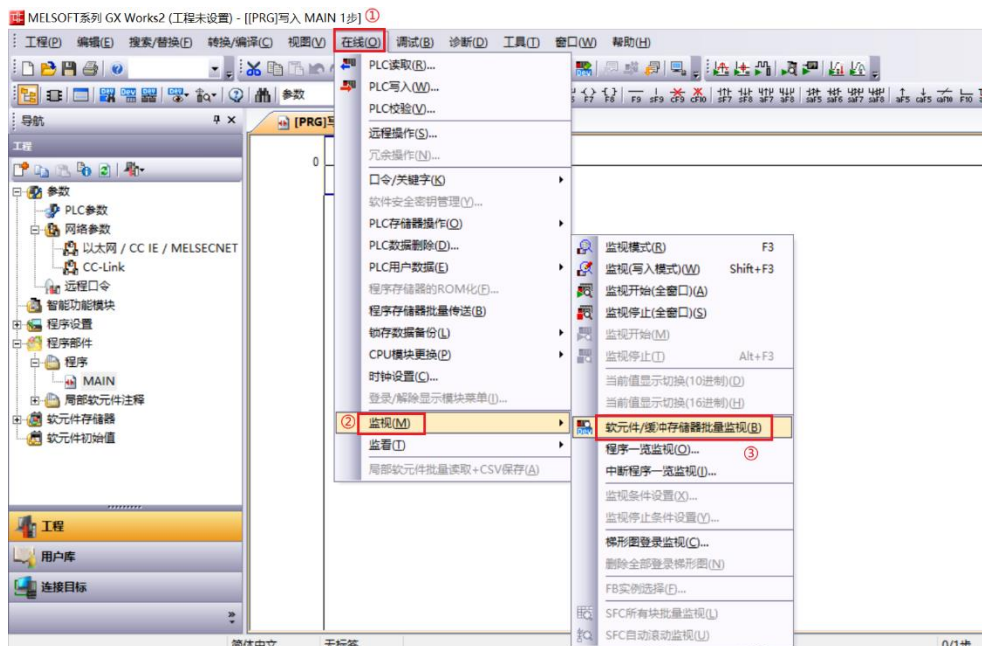 MELSOFT系列 GX Works2 (工程未设置) - [[PRG]写入 MAIN 1步] ①
工程(P) 编辑(E) 搜索/替换(F) 转换/编译(C) 视图(V) 在线(O) 调试(B) 诊断(D) 工具(T) 窗口(W) 帮助(H)
参数
F7 F8 F9 sF9 cF9 cF10 sF7 sF8 aF7 aF8 saF5 saF6 saF7 saF8 aF5 caF5 caF10 F10
导航
[PRG]写
工程
0
参数
PLC参数
网络参数
以太网 / CC IE / MELSECNET
CC-Link
远程口令
智能功能模块
程序设置
程序部件
程序
MAIN
局部软元件注释
软元件存储器
软元件初始值
工程
用户库
连接目标
PLC读取(R)...
PLC写入(W)...
PLC校验(V)...
远程操作(S)...
冗余操作(N)...
口令/关键字(K)
软件安全密钥管理(Y)...
PLC存储器操作(O)
PLC数据删除(D)...
PLC用户数据(E)
程序存储器的ROM化(F)...
程序存储器批量传送(B)
锁存数据备份(L)
CPU模块更换(P)
时钟设置(C)...
登录/解除显示模块菜单(I)...
② 监视(M)
监看(T)
局部软元件批量读取+CSV保存(A)
监视模式(R) F3
监视(写入模式)(W) Shift+F3
监视开始(全窗口)(A)
监视停止(全窗口)(S)
监视开始(M)
监视停止(T) Alt+F3
当前值显示切换(10进制)(D)
当前值显示切换(16进制)(H)
软元件/缓冲存储器批量监视(B)
程序一览监视(O)...
③
中断程序一览监视(I)...
监视条件设置(X)...
监视停止条件设置(Y)...
梯形图登录监视(C)...
删除全部登录梯形图(N)
FB实例选择(F)...
SFC所有块批量监视(L)
SFC自动滚动监视(U)
简体中文 无标签 0/1步